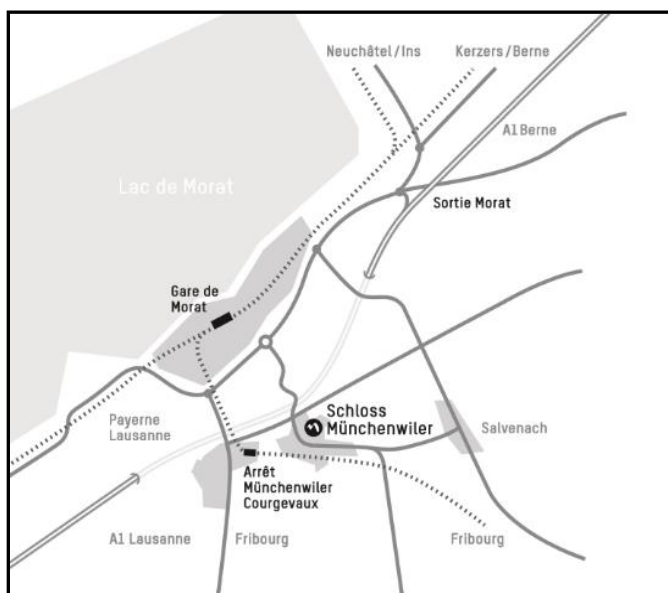 Neuchâtel/Ins
Kerzers/Berne
A1 Berne
Lac de Morat
Sortie Morat
Gare de
Morat
Schloss
Münchenwiler
Payerne
Lausanne
Salvenach
Arrêt
Münchenwiler
Courgevaux
A1 Lausanne
Fribourg
Fribourg